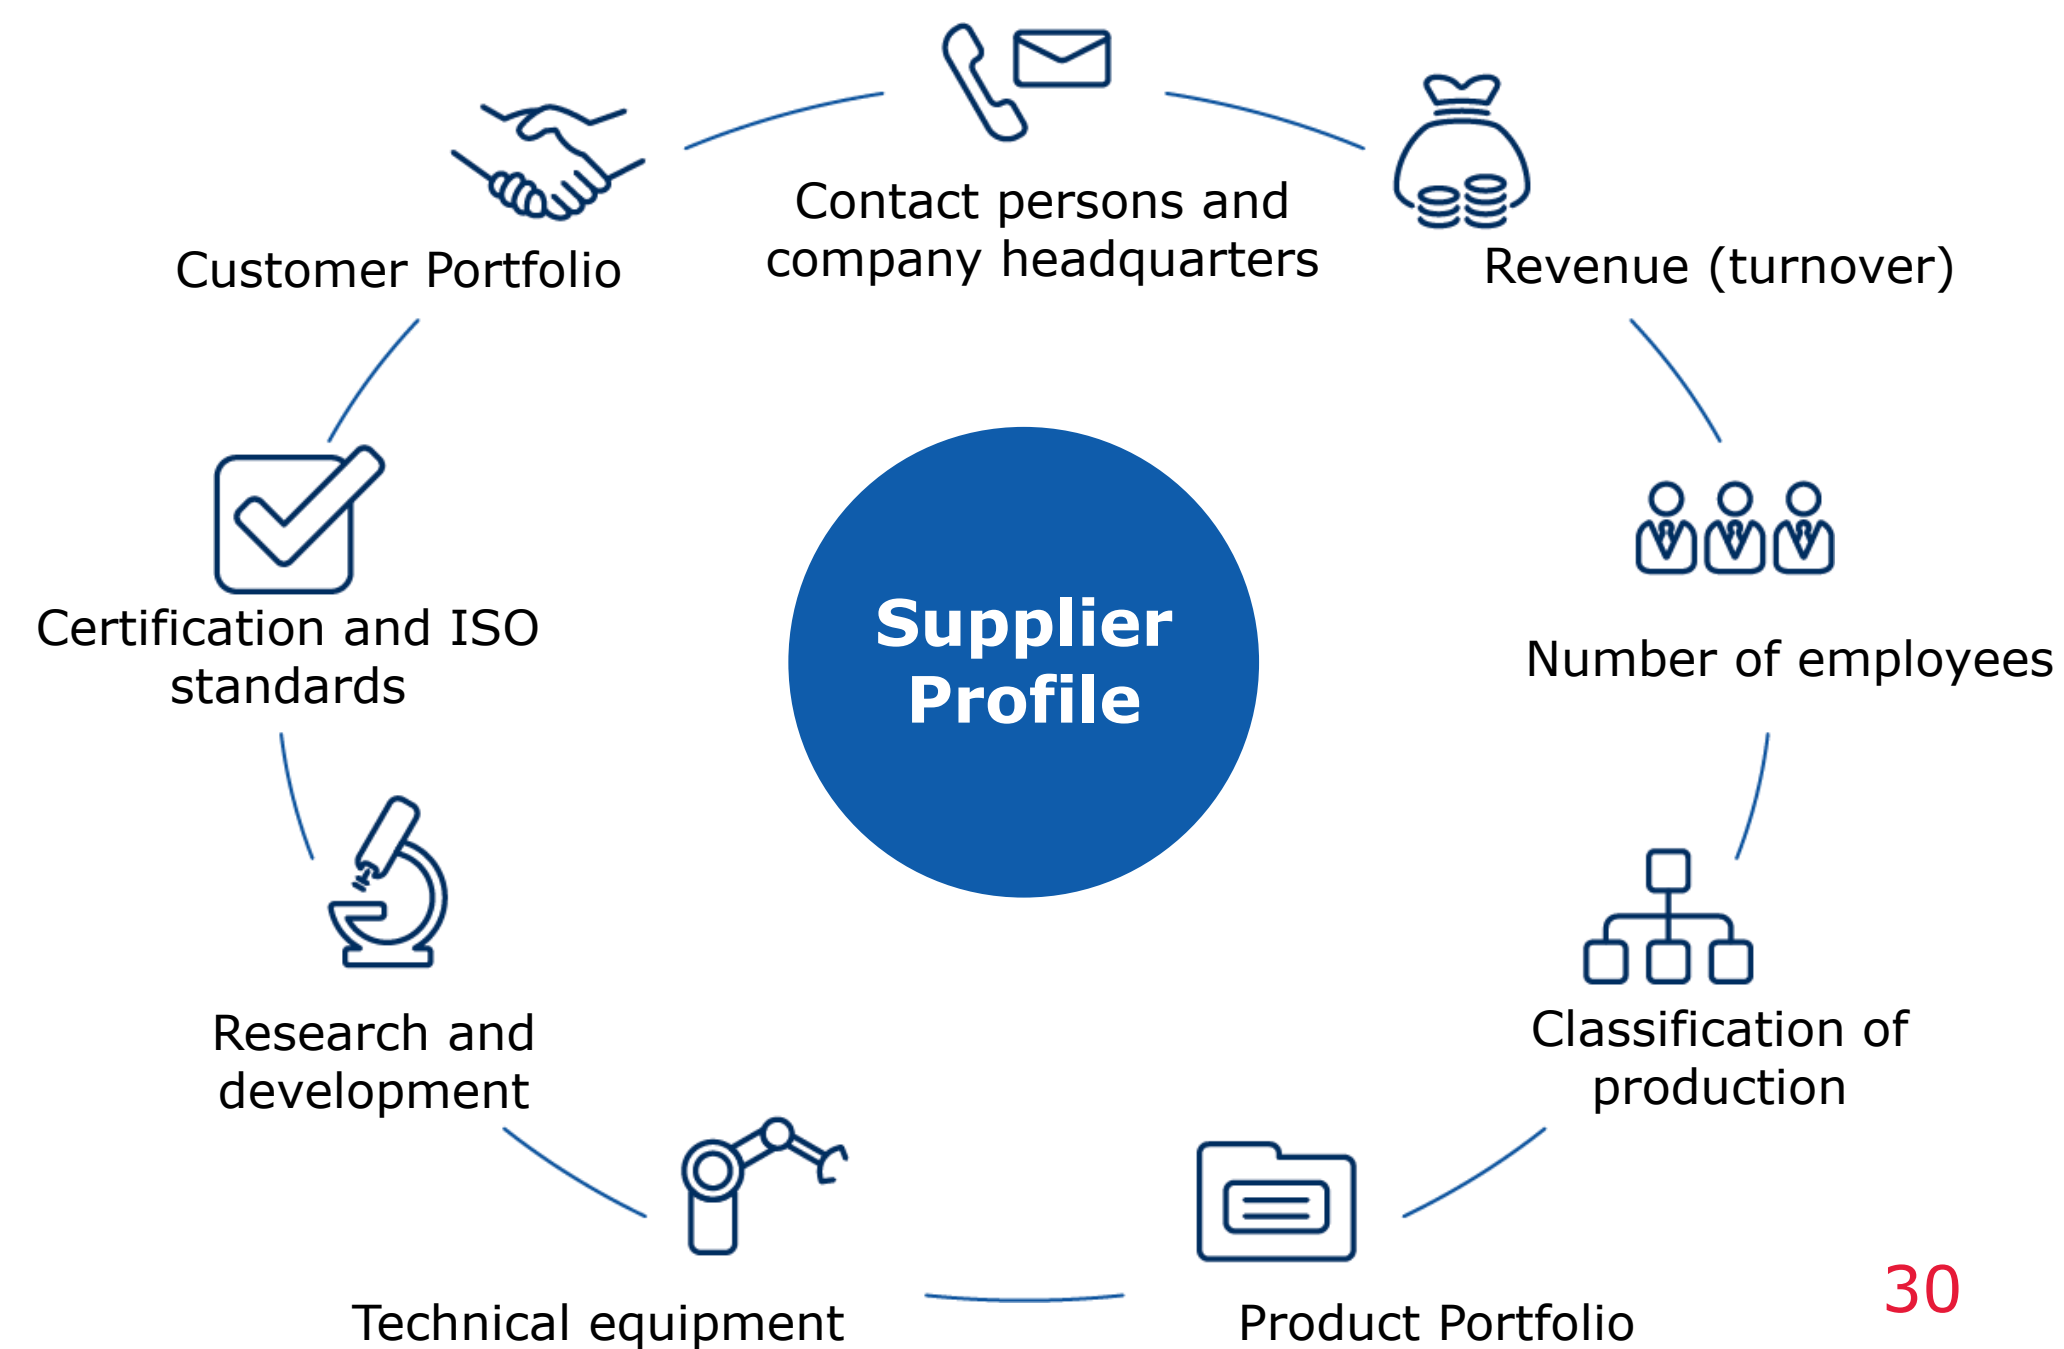 Contact persons and
company headquarters
Customer Portfolio
Revenue (turnover)
Certification and ISO
standards
Supplier
Profile
Number of employees
Research and
development
Classification of
production
Technical equipment
Product Portfolio
30